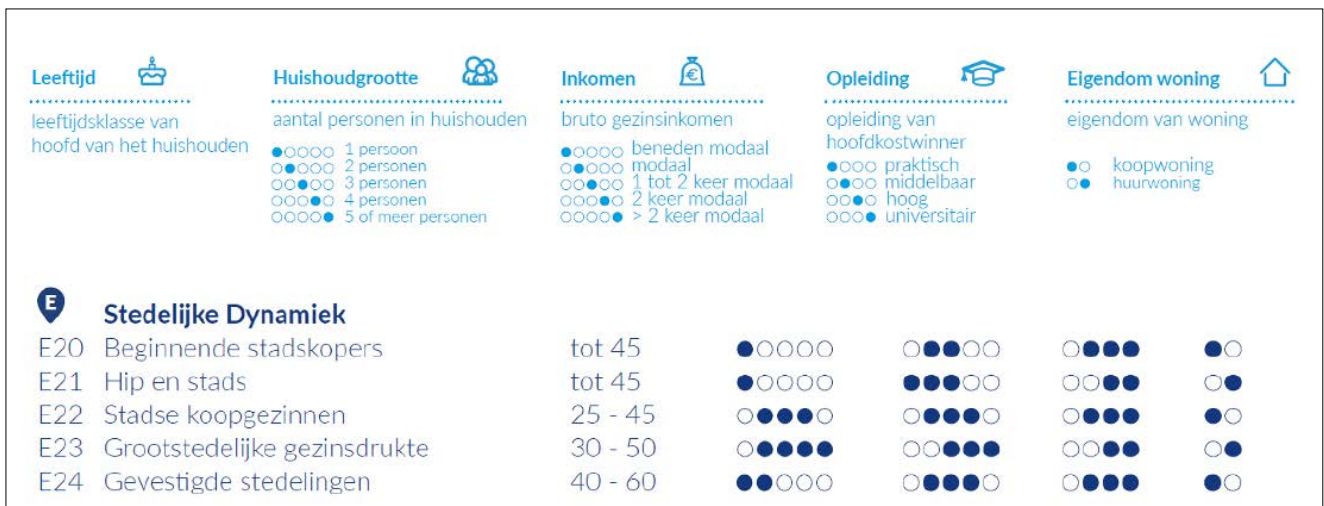 Leeftijd
leeftijdsklasse van
hoofd van het huishouden
Huishoudgrootte
aantal personen in huishouden
1 persoon
2 personen
3 personen
4 personen
5 of meer personen
Inkomen
bruto gezinsinkomen
beneden modaal
modaal
1 tot 2 keer modaal
2 keer modaal
> 2 keer modaal
Opleiding
opleiding van
hoofdkostwinner
praktisch
middelbaar
hoog
universitair
Eigendom woning
eigendom van woning
koopwoning
huurwoning
E Stedelijke Dynamiek
E20 Beginnende stadskopers tot 45
E21 Hip en stads tot 45
E22 Stadse koopgezinnen 25 - 45
E23 Grootstedelijke gezinsdrukte 30 - 50
E24 Gevestigde stedelingen 40 - 60